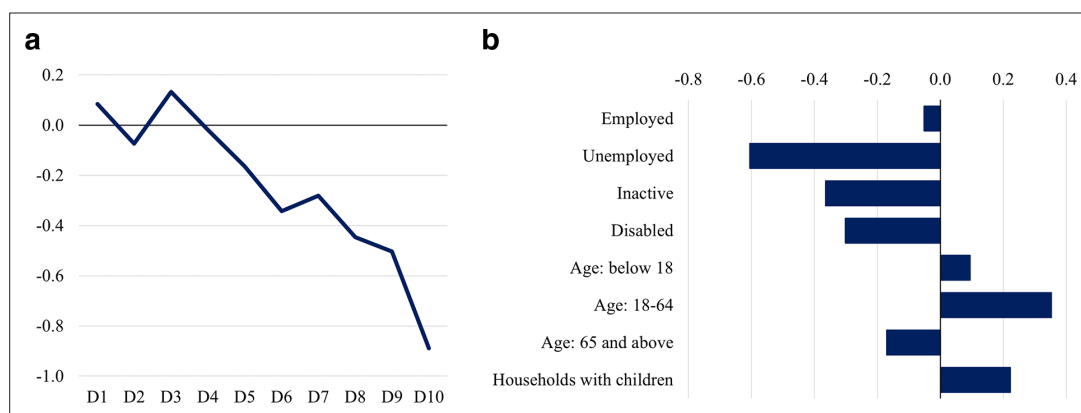 a
0.2
0.0
-0.2
-0.4
-0.6
-0.8
-1.0
D1 D2 D3 D4 D5 D6 D7 D8 D9 D10
b
-0.8 -0.6 -0.4 -0.2 0.0 0.2 0.4
Employed
Unemployed
Inactive
Disabled
Age: below 18
Age: 18-64
Age: 65 and above
Households with children